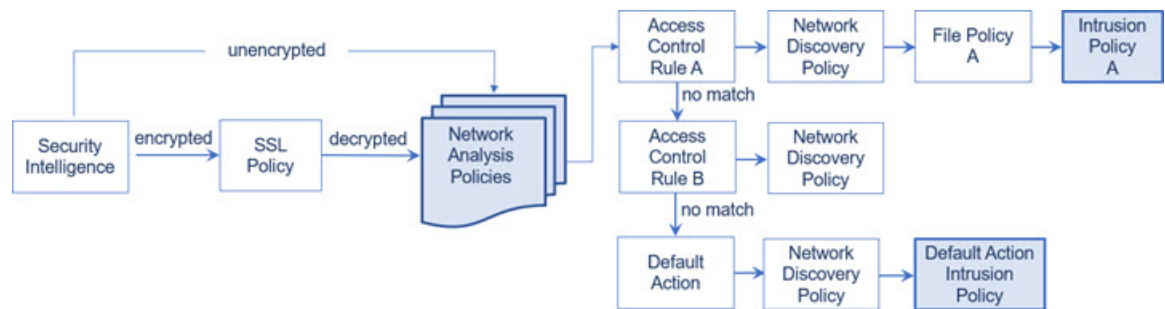 unencrypted
Security
Intelligence
encrypted
SSL
Policy
decrypted
Network
Analysis
Policies
Access
Control
Rule A
Network
Discovery
Policy
File Policy
A
Intrusion
Policy
A
no match
Access
Control
Rule B
Network
Discovery
Policy
no match
Default
Action
Network
Discovery
Policy
Default Action
Intrusion
Policy